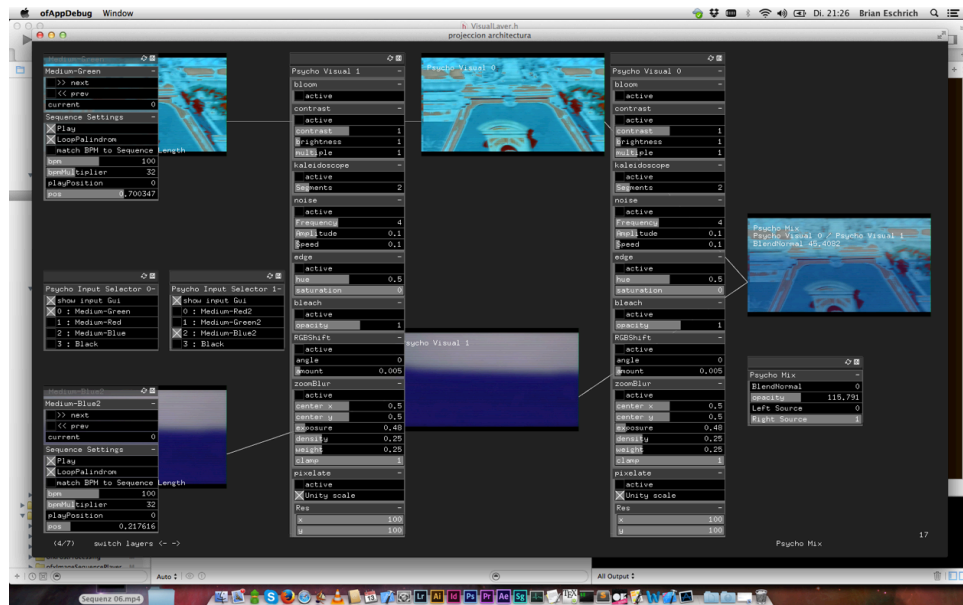 ofAppDebug Window
Di. 21:26 Brian Eschrich
VisualLayer.h
projeccion architectura
Medium-Green
Medium-Green
>> next
<< prev
current 0
Sequence Settings
Play
LoopPalindrom
match BPM to Sequence Length
bpm 100
bpmMultiplier 32
playPosition 0
pos 0.700347
Psycho Input Selector 0
show input Gui
0 : Medium-Green
1 : Medium-Red
2 : Medium-Blue
3 : Black
Psycho Input Selector 1
show input Gui
0 : Medium-Red2
1 : Medium-Green2
2 : Medium-Blue2
3 : Black
Medium-Blue2
Medium-Blue2
>> next
<< prev
current 0
Sequence Settings
Play
LoopPalindrom
match BPM to Sequence Length
bpm 100
bpmMultiplier 32
playPosition 0
pos 0.217616
(4/7) switch layers <- ->
Psycho Visual 1
bloom
active
contrast
active
contrast 1
brightness 1
multiple 1
kaleidoscope
active
Segments 2
noise
active
Frequency 4
Amplitude 0.1
Speed 0.1
edge
active
hue 0.5
saturation 0
bleach
active
opacity 1
RGBShift
active
angle 0
amount 0.005
zoomBlur
active
center x 0.5
center y 0.5
exposure 0.48
density 0.25
weight 0.25
clamp 1
pixelate
active
Unity scale
Res
x 100
y 100
Psycho Visual 0
sycho Visual 1
Psycho Visual 0
bloom
active
contrast
active
contrast 1
brightness 1
multiple 1
kaleidoscope
active
Segments 2
noise
active
Frequency 4
Amplitude 0.1
Speed 0.1
edge
active
hue 0.5
saturation 0
bleach
active
opacity 1
RGBShift
active
angle 0
amount 0.005
zoomBlur
active
center x 0.5
center y 0.5
exposure 0.48
density 0.25
weight 0.25
clamp 1
pixelate
active
Unity scale
Res
x 100
y 100
Psycho Mix
Psycho Visual 0 / Psycho Visual 1
BlendNormal 45.4082
Psycho Mix
BlendNormal 0
opacity 115.791
Left Source 0
Right Source 1
17
Psycho Mix
Auto
All Output
Sequenz 06.mp4